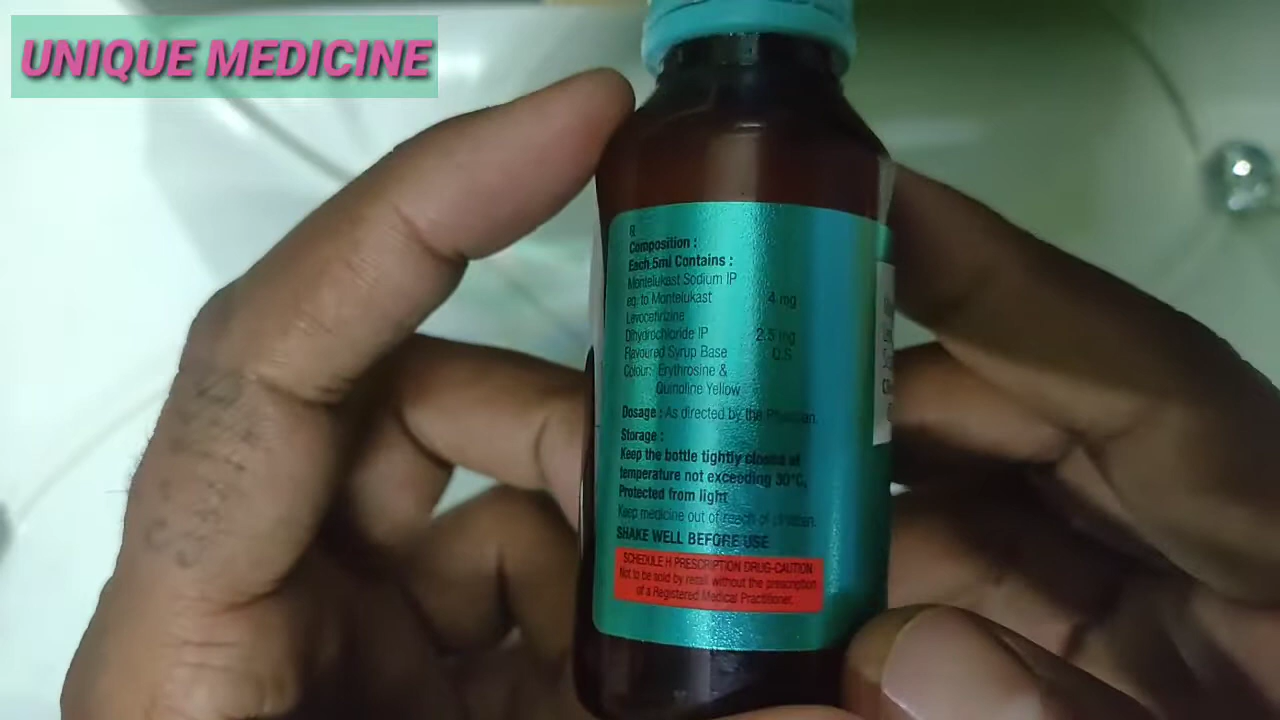 UNIQUE MEDICINE
Composition :
Each 5ml Contains :
Montelukast Sodium IP
eq. to Montelukast 4 mg
Levocetirizine
Dihydrochloride IP 2.5 mg
Flavoured Syrup Base Q.S
Colour: Erythrosine &
Quinoline Yellow
Dosage : As directed by the
Storage :
Keep the bottle tightly closed at
temperature not exceeding 30°C,
Protected from light
Keep medicine out of reach of
SHAKE WELL BEFORE USE
SCHEDULE H PRESCRIPTION DRUG-CAUTION
Not to be sold by retail without the prescription
of a Registered Medical Practitioner.